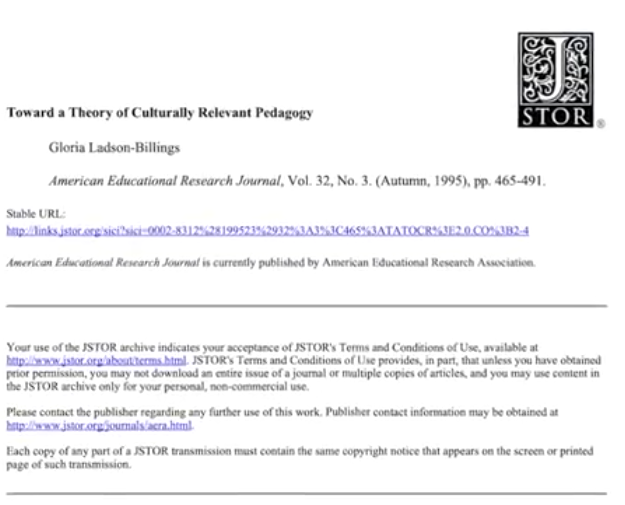 J
STOR®
Toward a Theory of Culturally Relevant Pedagogy
Gloria Ladson-Billings
American Educational Research Journal, Vol. 32, No. 3. (Autumn, 1995), pp. 465-491.
Stable URL:
http://links.jstor.org/sici?sici=0002-8312%28199523%2932%3A3%3C465%3ATATOCR%3E2.0.CO%3B2-4
American Educational Research Journal is currently published by American Educational Research Association.
Your use of the JSTOR archive indicates your acceptance of JSTOR's Terms and Conditions of Use, available at
http://www.jstor.org/about/terms.html. JSTOR's Terms and Conditions of Use provides, in part, that unless you have obtained
prior permission, you may not download an entire issue of a journal or multiple copies of articles, and you may use content in
the JSTOR archive only for your personal, non-commercial use.
Please contact the publisher regarding any further use of this work. Publisher contact information may be obtained at
http://www.jstor.org/journals/aera.html.
Each copy of any part of a JSTOR transmission must contain the same copyright notice that appears on the screen or printed
page of such transmission.